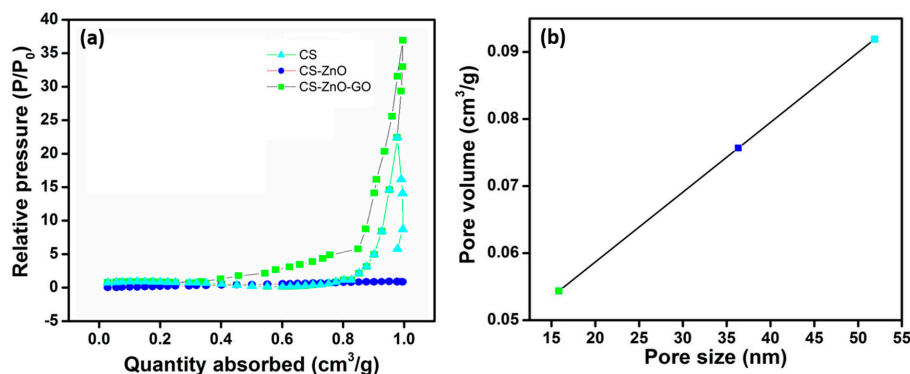 (a)
40
35
30
25
20
15
10
5
0
-5
Relative pressure (P/P0)
CS
CS-ZnO
CS-ZnO-GO
0.0 0.2 0.4 0.6 0.8 1.0
Quantity absorbed (cm³/g)
(b)
0.09
0.08
0.07
0.06
0.05
Pore volume (cm³/g)
15 20 25 30 35 40 45 50 55
Pore size (nm)